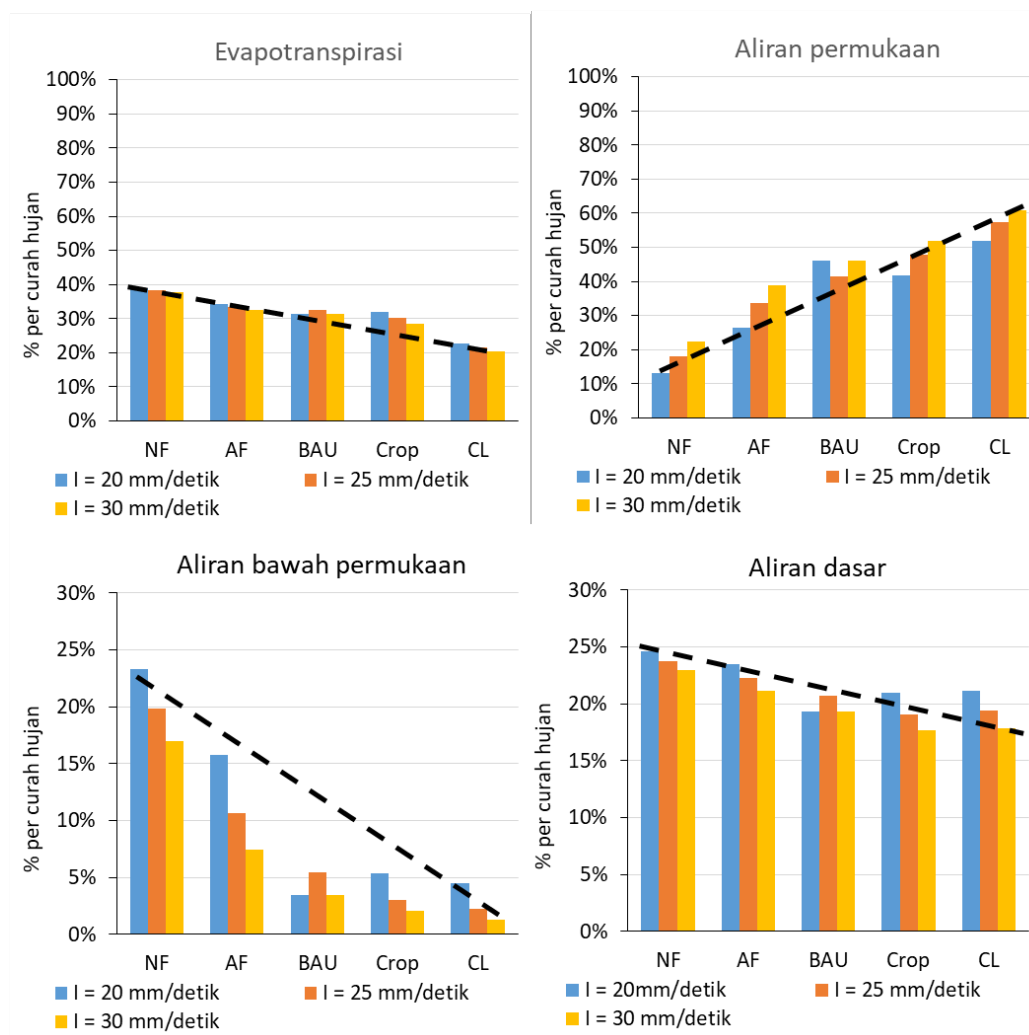 Evapotranspirasi
% per curah hujan
100%
90%
80%
70%
60%
50%
40%
30%
20%
10%
0%
NF AF BAU Crop CL
I = 20 mm/detik I = 25 mm/detik
I = 30 mm/detik
Aliran permukaan
% per curah hujan
100%
90%
80%
70%
60%
50%
40%
30%
20%
10%
0%
NF AF BAU Crop CL
I = 20 mm/detik I = 25 mm/detik
I = 30 mm/detik
Aliran bawah permukaan
% per curah hujan
30%
25%
20%
15%
10%
5%
0%
NF AF BAU Crop CL
I = 20 mm/detik I = 25 mm/detik
I = 30 mm/detik
Aliran dasar
% per curah hujan
30%
25%
20%
15%
10%
5%
0%
NF AF BAU Crop CL
I = 20mm/detik I = 25 mm/detik
I = 30 mm/detik